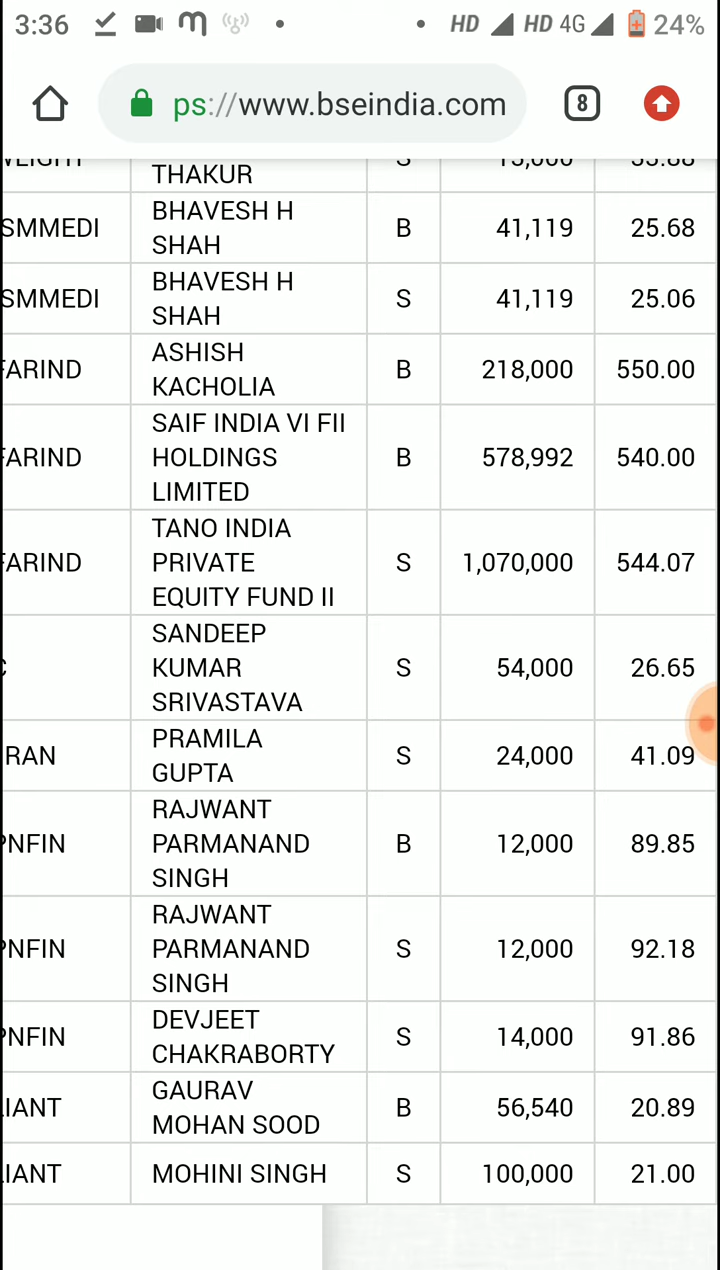 3:36 HD HD 4G 24%
ps://www.bseindia.com 8
THAKUR S
SMMEDI BHAVESH H SHAH B 41,119 25.68
SMMEDI BHAVESH H SHAH S 41,119 25.06
FARIND ASHISH KACHOLIA B 218,000 550.00
FARIND SAIF INDIA VI FII HOLDINGS LIMITED B 578,992 540.00
FARIND TANO INDIA PRIVATE EQUITY FUND II S 1,070,000 544.07
SANDEEP KUMAR SRIVASTAVA S 54,000 26.65
RAN PRAMILA GUPTA S 24,000 41.09
PNFIN RAJWANT PARMANAND SINGH B 12,000 89.85
PNFIN RAJWANT PARMANAND SINGH S 12,000 92.18
PNFIN DEVJEET CHAKRABORTY S 14,000 91.86
LIANT GAURAV MOHAN SOOD B 56,540 20.89
LIANT MOHINI SINGH S 100,000 21.00